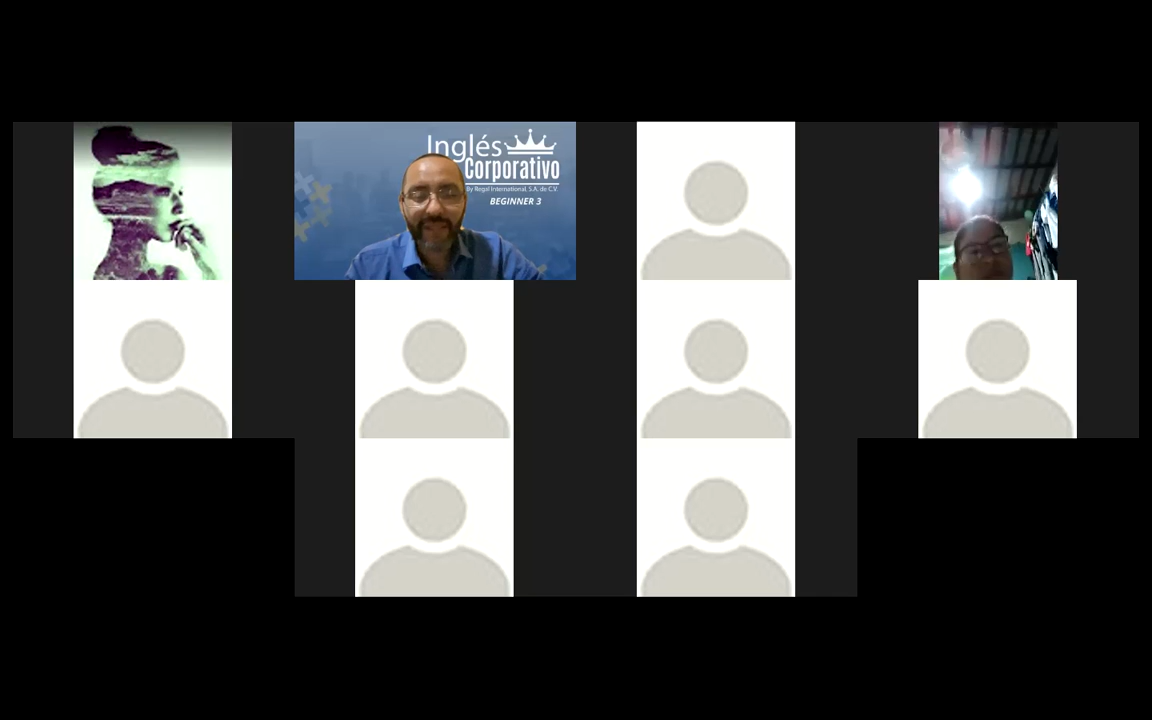 Inglés
Corporativo
By Regal International, S.A. de C.V.
BEGINNER 3